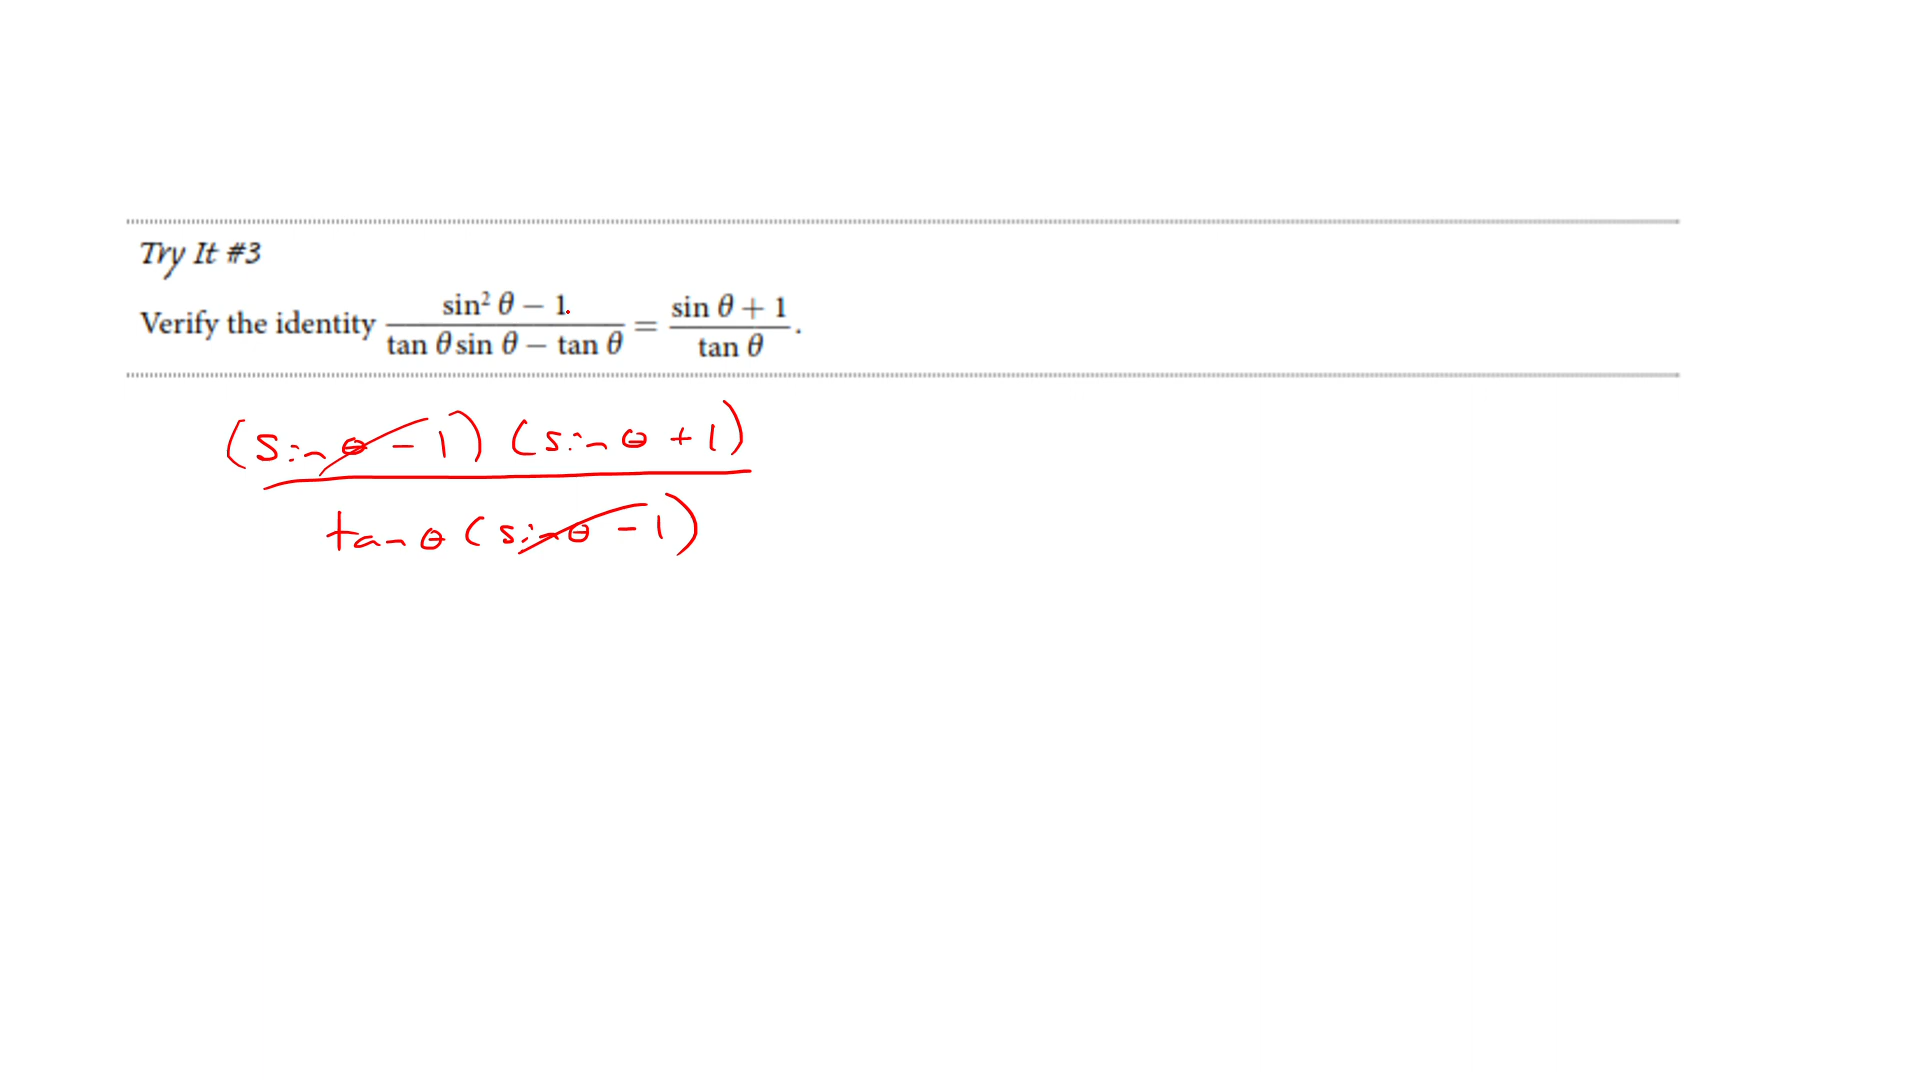 Try It #3
Verify the identity (sin² θ − 1)/(tan θ sin θ − tan θ) = (sin θ + 1)/(tan θ).
(sin θ − 1) (sin θ + 1)
tan θ (sin θ − 1)